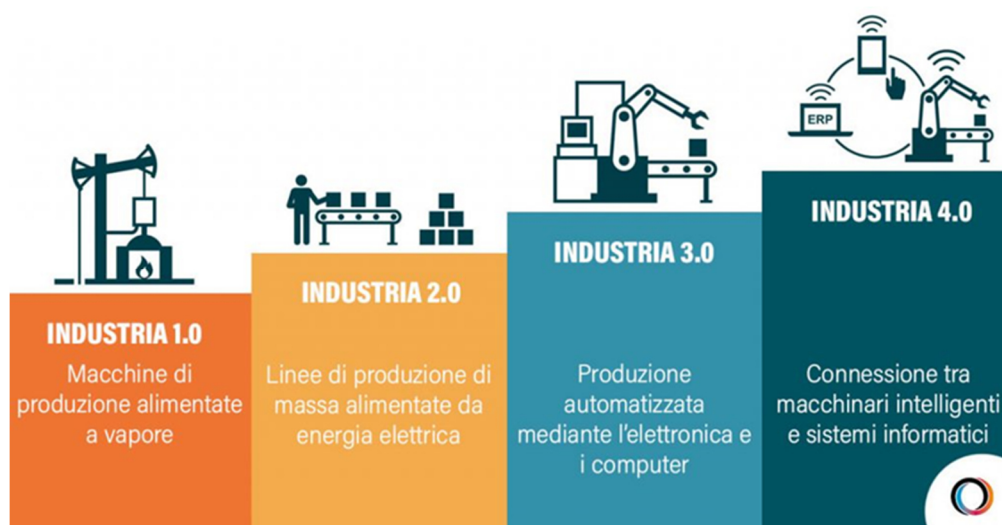 ERP
INDUSTRIA 1.0
Macchine di
produzione alimentate
a vapore
INDUSTRIA 2.0
Linee di produzione di
massa alimentate da
energia elettrica
INDUSTRIA 3.0
Produzione
automatizzata
mediante l'elettronica e
i computer
INDUSTRIA 4.0
Connessione tra
macchinari intelligenti
e sistemi informatici